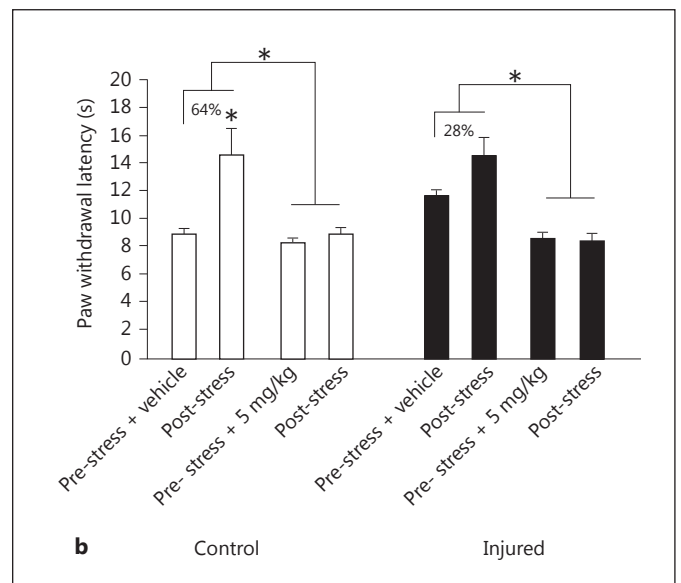 Paw withdrawal latency (s)
20
18
16
14
12
10
8
6
4
2
0
*
64%
*
*
28%
Pre-stress + vehicle
Post-stress
Pre- stress + 5 mg/kg
Post-stress
Pre-stress + vehicle
Post-stress
Pre- stress + 5 mg/kg
Post-stress
b
Control
Injured